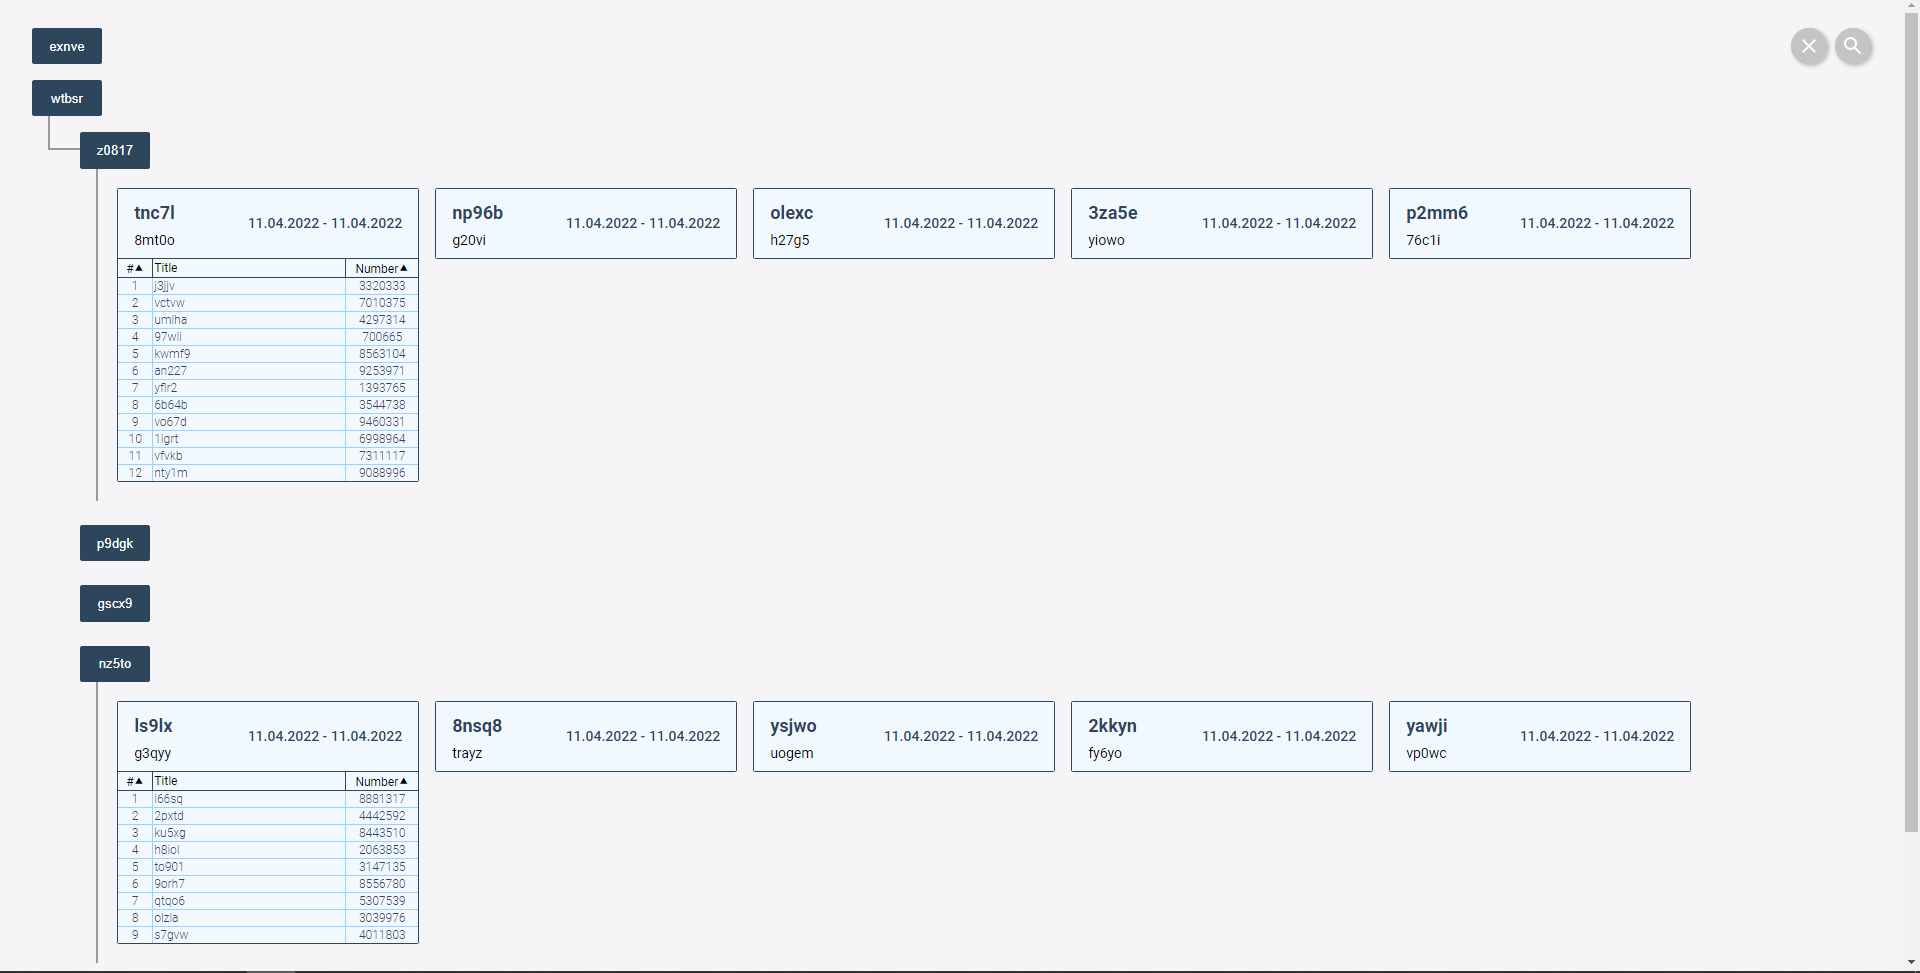 exnve
wtbsr
z0817
tnc7l 11.04.2022 - 11.04.2022
8mt0o
np96b 11.04.2022 - 11.04.2022
g20vi
olexc 11.04.2022 - 11.04.2022
h27g5
3za5e 11.04.2022 - 11.04.2022
yiowo
p2mm6 11.04.2022 - 11.04.2022
76c1i
#▲ Title Number▲
1 j3jjv 3320333
2 vctvw 7010375
3 umlha 4297314
4 97wli 700665
5 kwmf9 8563104
6 an227 9253971
7 yflr2 1393765
8 6b64b 3544738
9 vo67d 9460331
10 1igrt 6998964
11 vfvkb 7311117
12 nty1m 9088996
p9dgk
gscx9
nz5to
ls9lx 11.04.2022 - 11.04.2022
g3qyy
8nsq8 11.04.2022 - 11.04.2022
trayz
ysjwo 11.04.2022 - 11.04.2022
uogem
2kkyn 11.04.2022 - 11.04.2022
fy6yo
yawji 11.04.2022 - 11.04.2022
vp0wc
#▲ Title Number▲
1 i66sq 8881317
2 2pxtd 4442592
3 ku5xg 8443510
4 h8iol 2063853
5 to901 3147135
6 9orh7 8556780
7 qtqo6 5307539
8 olzla 3039976
9 s7gvw 4011803